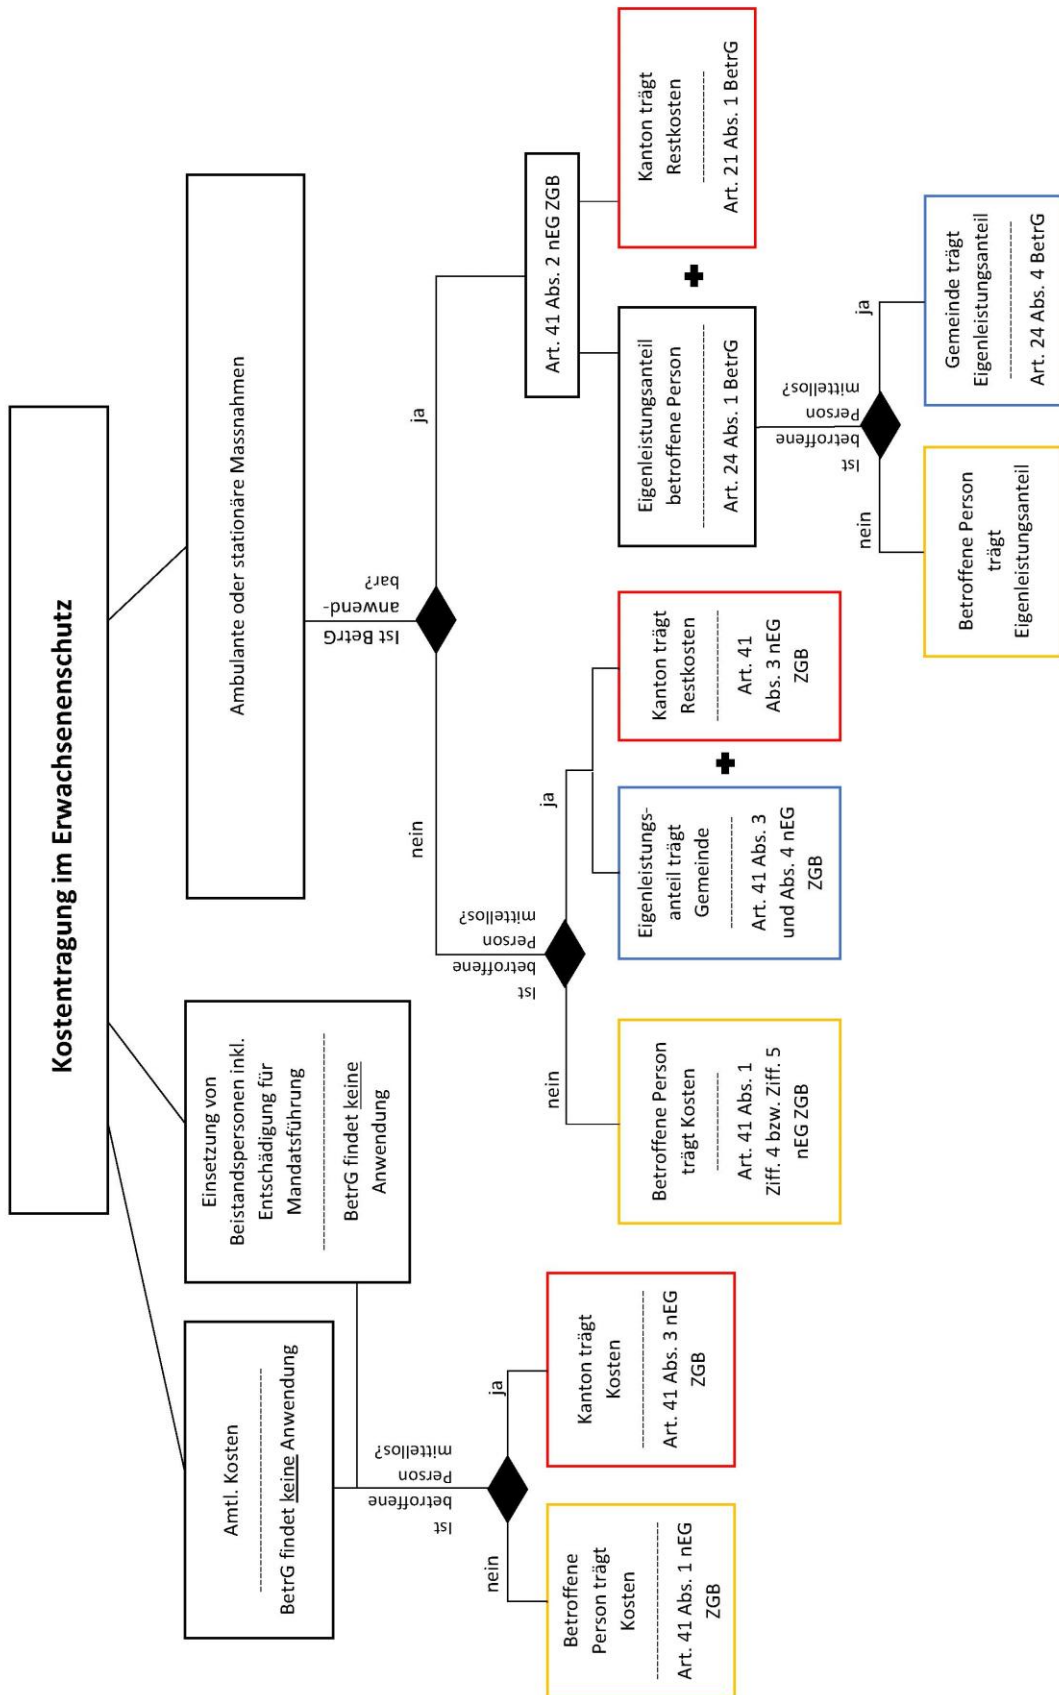 Kostentragung im Erwachsenenschutz
Amtl. Kosten
BetrG findet keine Anwendung
Einsetzung von
Beistandspersonen inkl.
Entschädigung für
Mandatsführung
BetrG findet keine
Anwendung
Ambulante oder stationäre Massnahmen
Ist
betroffene
Person
mittellos?
nein
ja
Betroffene
Person trägt
Kosten
Art. 41 Abs. 1 nEG
ZGB
Kanton trägt
Kosten
Art. 41 Abs. 3 nEG
ZGB
Ist BetrG
anwend-
bar?
nein
ja
Ist
betroffene
Person
mittellos?
nein
ja
Betroffene Person
trägt Kosten
Art. 41 Abs. 1
Ziff. 4 bzw. Ziff. 5
nEG ZGB
Eigenleistungs-
anteil trägt
Gemeinde
Art. 41 Abs. 3
und Abs. 4 nEG
ZGB
Kanton trägt
Restkosten
Art. 41
Abs. 3 nEG
ZGB
Art. 41 Abs. 2 nEG ZGB
Eigenleistungsanteil
betroffene Person
Art. 24 Abs. 1 BetrG
Kanton trägt
Restkosten
Art. 21 Abs. 1 BetrG
Ist
betroffene
Person
mittellos?
nein
ja
Betroffene Person
trägt
Eigenleistungsanteil
Gemeinde trägt
Eigenleistungsanteil
Art. 24 Abs. 4 BetrG